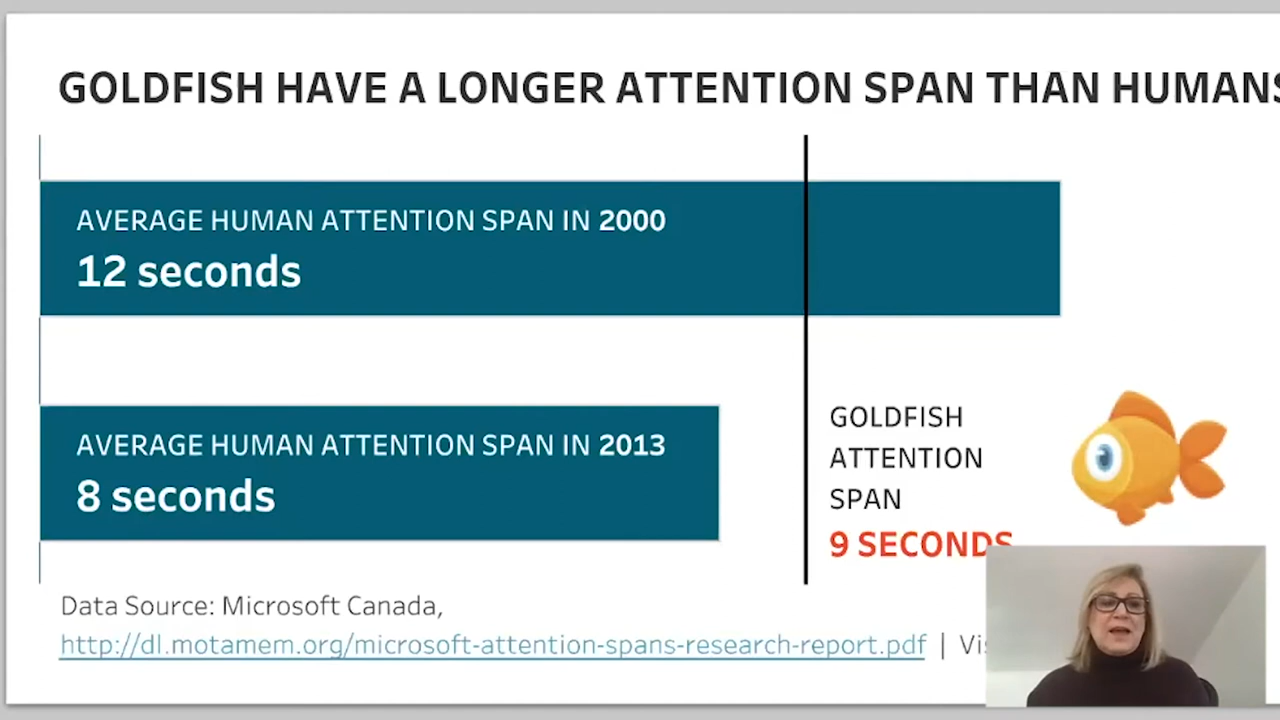 GOLDFISH HAVE A LONGER ATTENTION SPAN THAN HUMANS
AVERAGE HUMAN ATTENTION SPAN IN 2000
12 seconds
AVERAGE HUMAN ATTENTION SPAN IN 2013
8 seconds
GOLDFISH
ATTENTION
SPAN
9 SECONDS
Data Source: Microsoft Canada,
http://dl.motamem.org/microsoft-attention-spans-research-report.pdf |